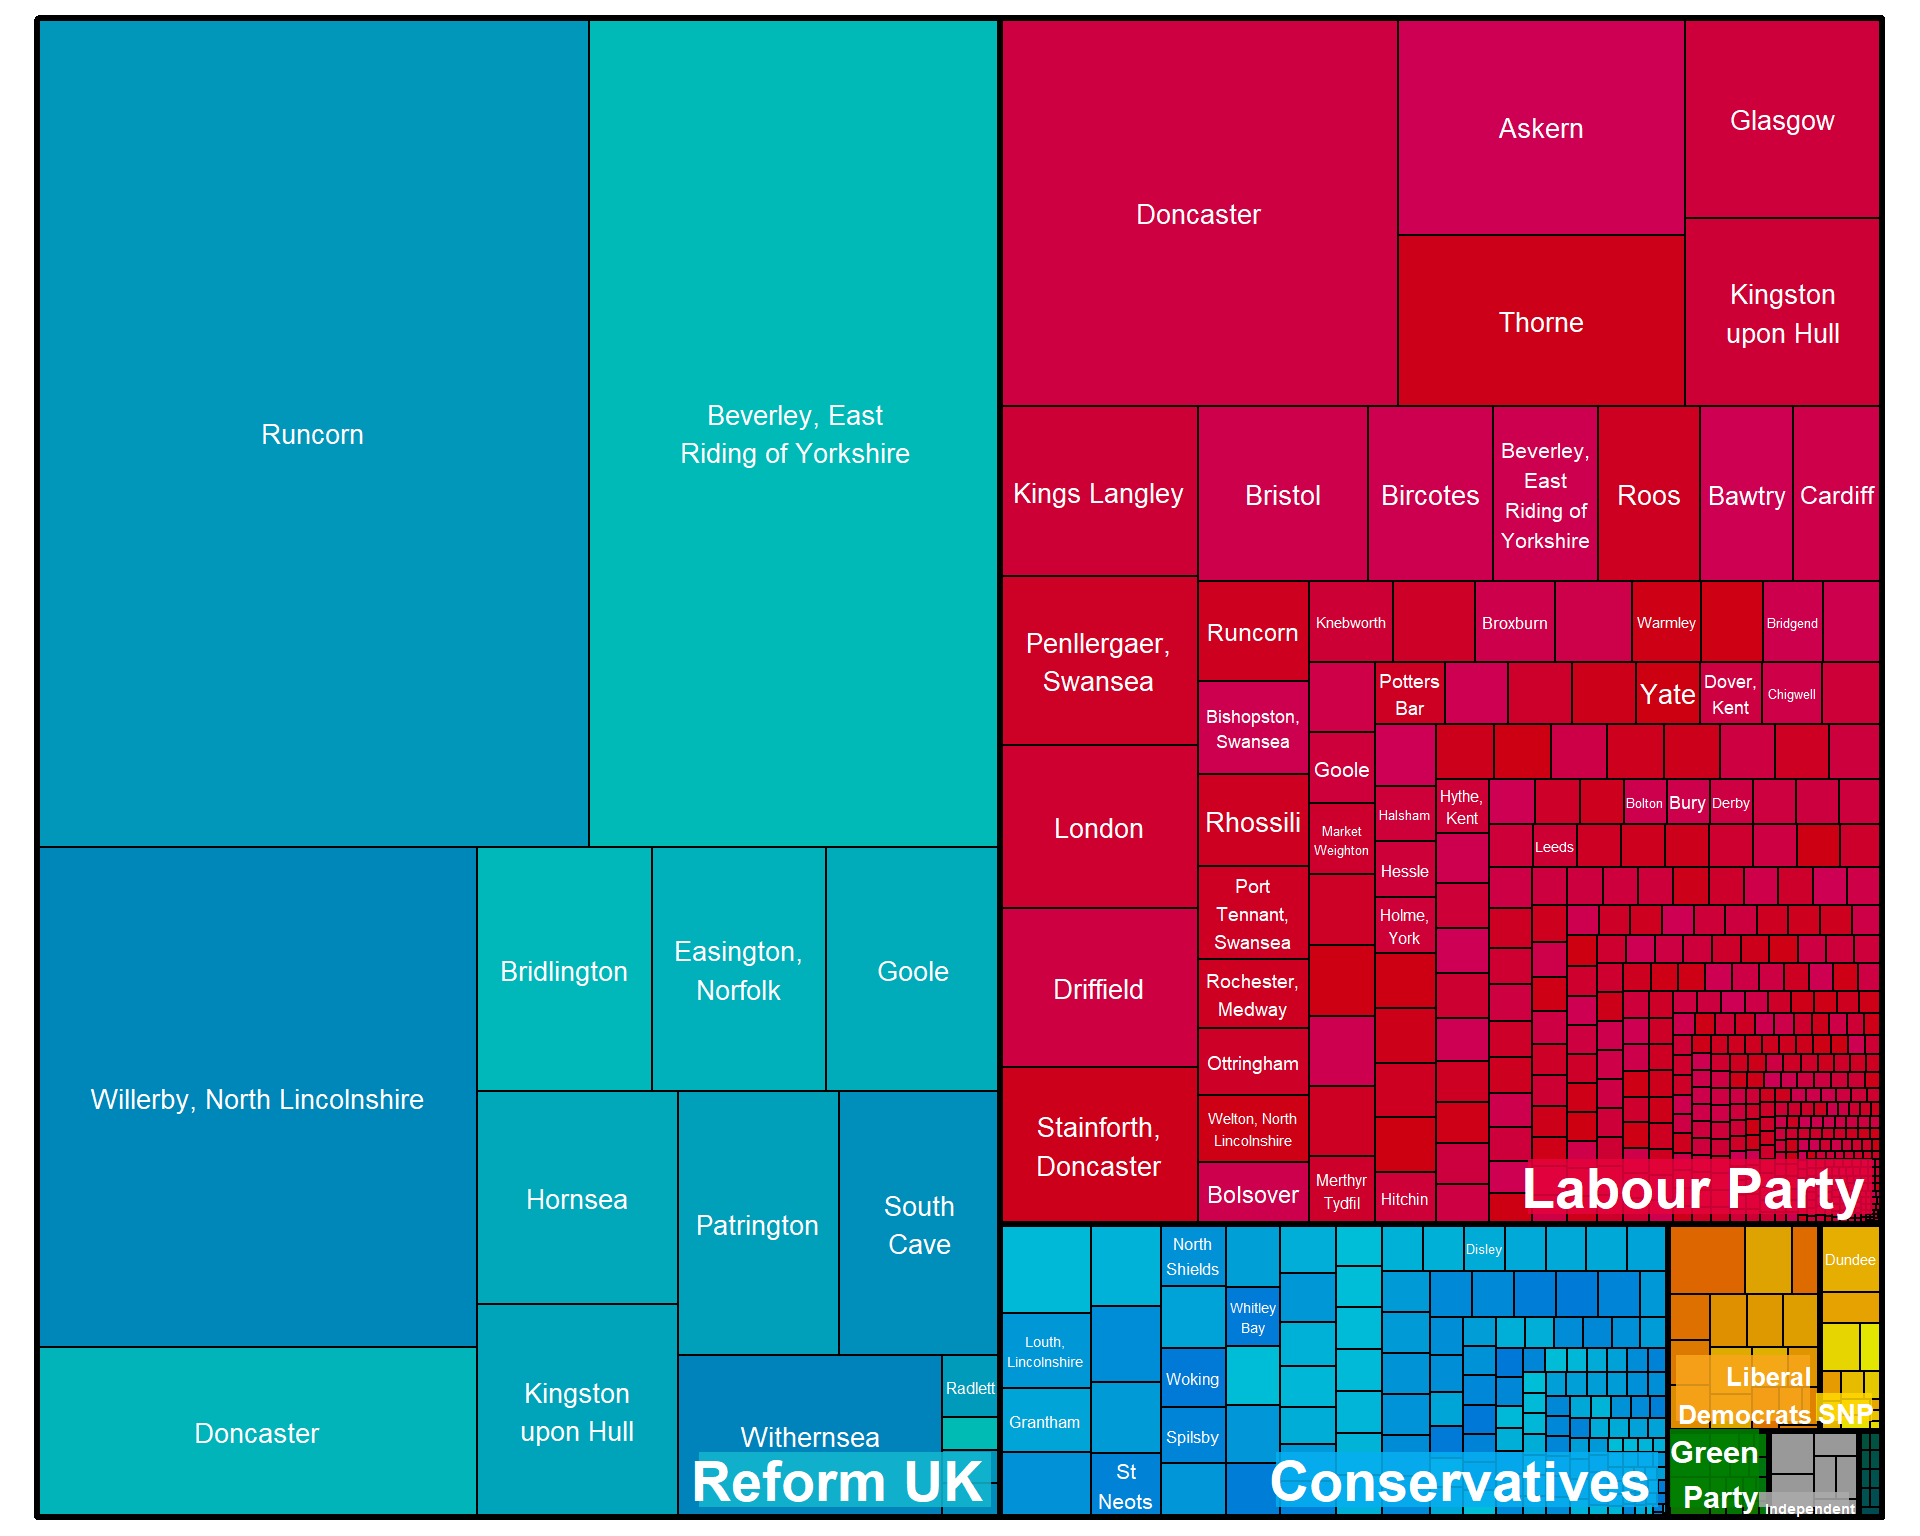 Runcorn
Beverley, East
Riding of Yorkshire
Willerby, North Lincolnshire
Doncaster
Bridlington
Easington,
Norfolk
Goole
Hornsea
Kingston
upon Hull
Patrington
South
Cave
Withernsea
Radlett
Reform UK
Doncaster
Askern
Thorne
Glasgow
Kingston
upon Hull
Kings Langley
Penllergaer,
Swansea
London
Driffield
Stainforth,
Doncaster
Bristol
Bircotes
Beverley,
East
Riding of
Yorkshire
Roos
Bawtry
Cardiff
Runcorn
Bishopston,
Swansea
Rhossili
Port
Tennant,
Swansea
Rochester,
Medway
Ottringham
Welton, North
Lincolnshire
Bolsover
Knebworth
Broxburn
Warmley
Bridgend
Goole
Market
Weighton
Merthyr
Tydfil
Potters
Bar
Yate
Dover,
Kent
Chigwell
Halsham
Hessle
Holme,
York
Hitchin
Hythe,
Kent
Bolton
Bury
Derby
Leeds
Labour Party
Louth,
Lincolnshire
Grantham
St
Neots
North
Shields
Woking
Spilsby
Whitley
Bay
Disley
Conservatives
Liberal
Democrats
Dundee
SNP
Green
Party
Independent